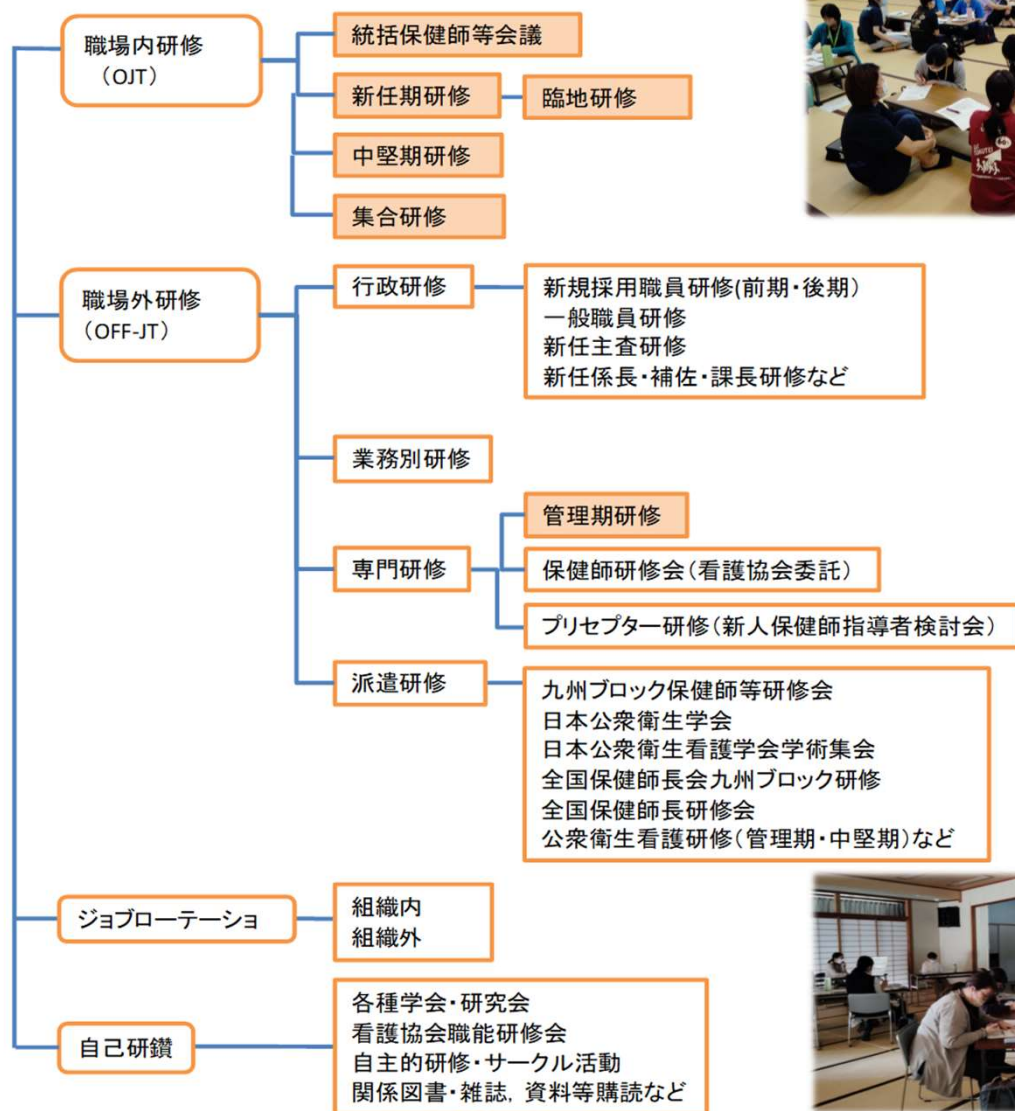 職場内研修
（OJT）
統括保健師等会議
新任期研修
臨地研修
中堅期研修
集合研修
職場外研修
（OFF-JT）
行政研修
新規採用職員研修(前期・後期）
一般職員研修
新任主査研修
新任係長・補佐・課長研修など
業務別研修
専門研修
管理期研修
保健師研修会（看護協会委託）
プリセプター研修（新人保健師指導者検討会）
派遣研修
九州ブロック保健師等研修会
日本公衆衛生学会
日本公衆衛生看護学会学術集会
全国保健師長会九州ブロック研修
全国保健師長研修会
公衆衛生看護研修（管理期・中堅期）など
ジョブローテーショ
組織内
組織外
自己研鑽
各種学会・研究会
看護協会職能研修会
自主的研修・サークル活動
関係図書・雑誌，資料等購読など